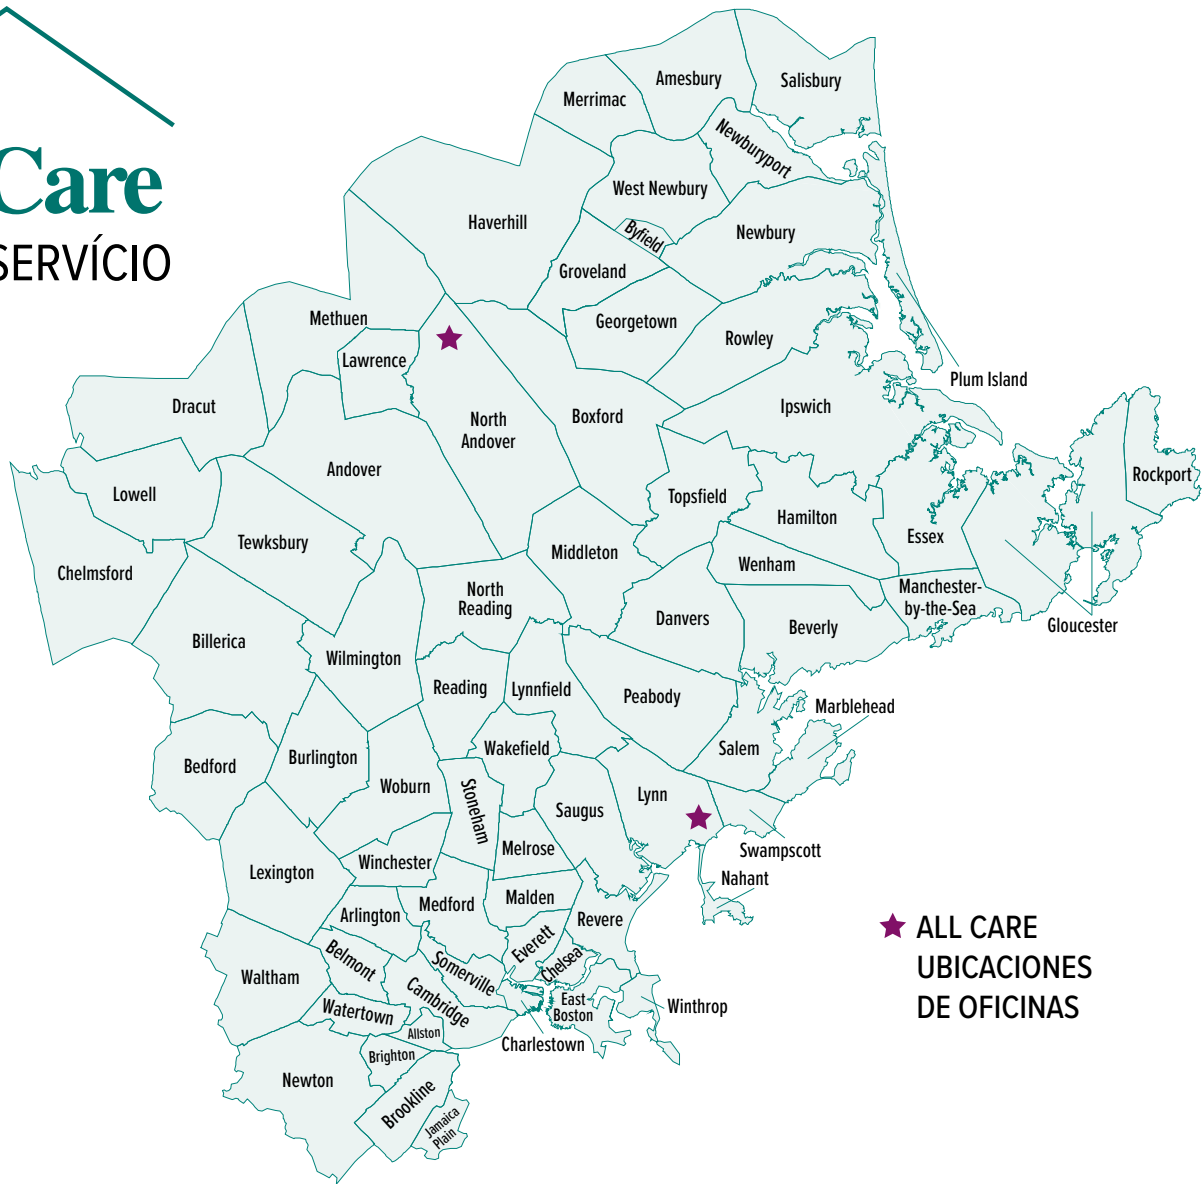 Care
SERVÍCIO
Amesbury
Salisbury
Merrimac
Newburyport
West Newbury
Haverhill
Byfield
Newbury
Groveland
Georgetown
Methuen
Rowley
Lawrence
Plum Island
Dracut
Ipswich
Boxford
North
Andover
Andover
Rockport
Lowell
Topsfield
Hamilton
Essex
Tewksbury
Middleton
Wenham
Chelmsford
North
Reading
Manchester-
by-the-Sea
Danvers
Beverly
Gloucester
Billerica
Wilmington
Reading
Lynnfield
Peabody
Marblehead
Salem
Wakefield
Burlington
Bedford
Woburn
Stoneham
Lynn
Saugus
Swampscott
Melrose
Winchester
Lexington
Nahant
Malden
Medford
Arlington
Revere
Everett
Chelsea
Somerville
Belmont
Waltham
Cambridge
East
Boston
Winthrop
Watertown
Allston
Charlestown
Brighton
Newton
Brookline
Jamaica
Plain
ALL CARE
UBICACIONES
DE OFICINAS